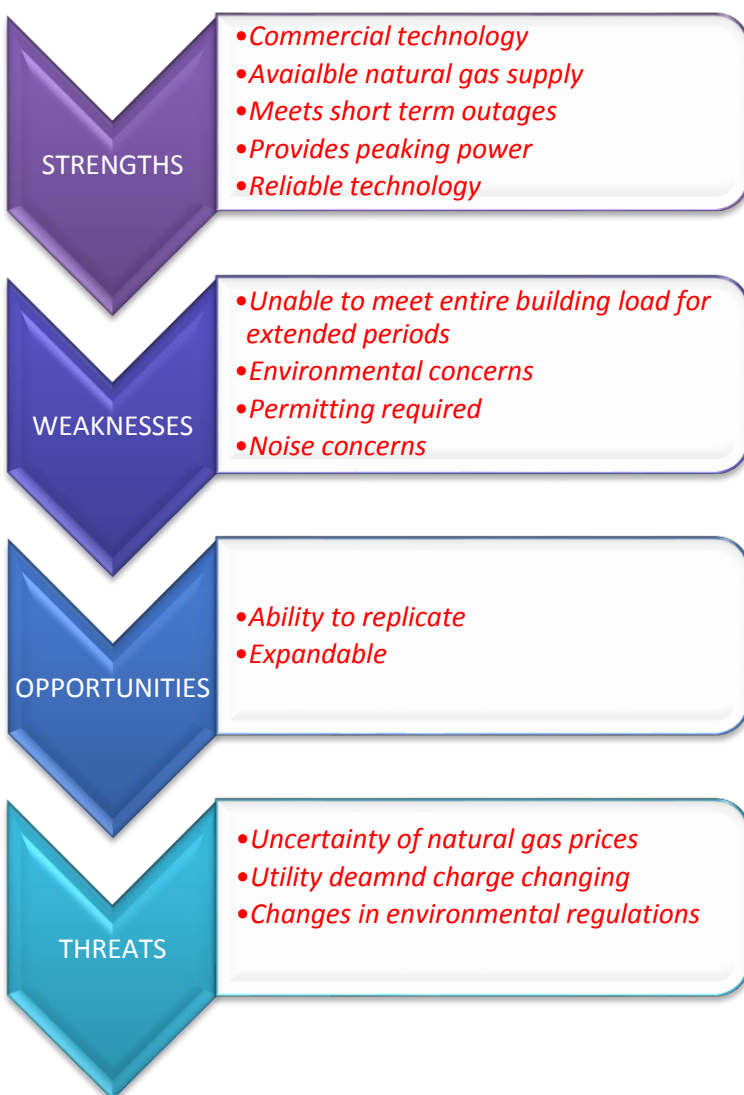 STRENGTHS
•Commercial technology
•Avaialble natural gas supply
•Meets short term outages
•Provides peaking power
•Reliable technology
WEAKNESSES
•Unable to meet entire building load for
extended periods
•Environmental concerns
•Permitting required
•Noise concerns
OPPORTUNITIES
•Ability to replicate
•Expandable
THREATS
•Uncertainty of natural gas prices
•Utility deamnd charge changing
•Changes in environmental regulations